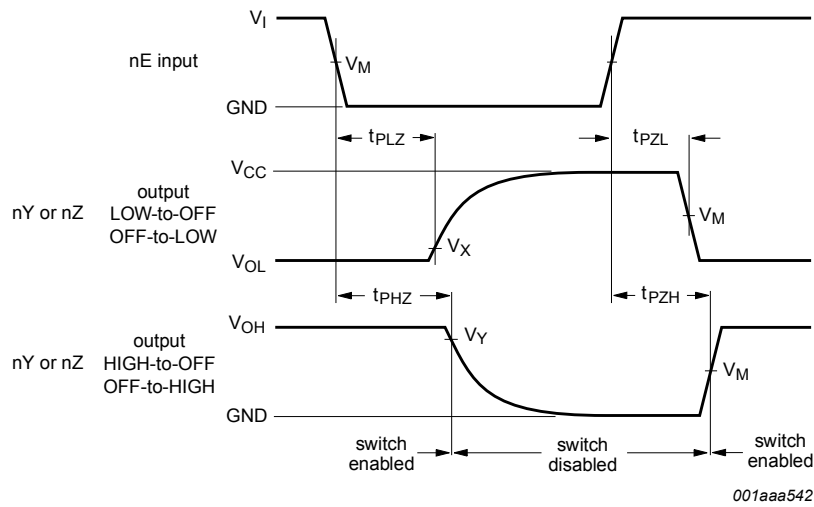 VI
nE input
VM
GND
tPLZ
tPZL
VCC
output
nY or nZ
LOW-to-OFF
OFF-to-LOW
VM
VX
VOL
tPHZ
tPZH
VOH
output
VY
nY or nZ
HIGH-to-OFF
OFF-to-HIGH
VM
GND
switch
enabled
switch
disabled
switch
enabled
001aaa542